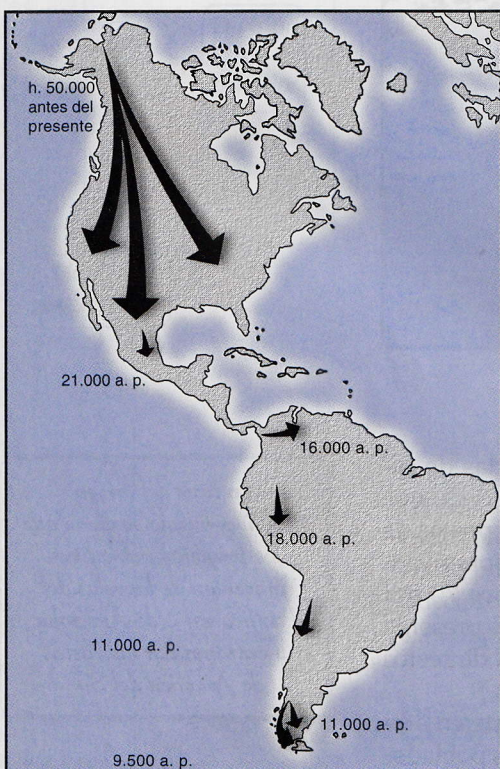 h. 50.000
antes del
presente
21.000 a. p.
16.000 a. p.
18.000 a. p.
11.000 a. p.
11.000 a. p.
9.500 a. p.